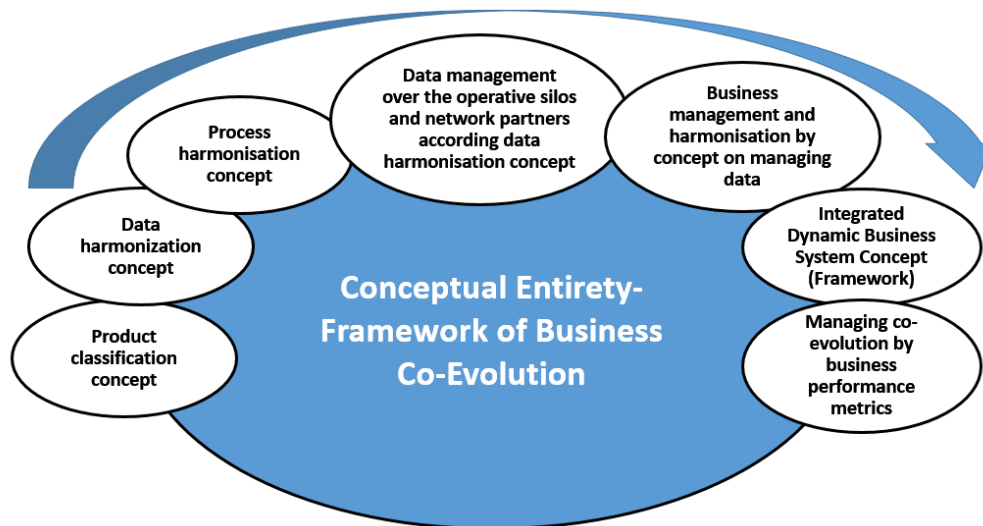 Product
classification
concept
Data
harmonization
concept
Process
harmonisation
concept
Data management
over the operative silos
and network partners
according data
harmonisation concept
Business
management and
harmonisation by
concept on managing
data
Integrated
Dynamic Business
System Concept
(Framework)
Managing co-
evolution by
business
performance
metrics
Conceptual Entirety-
Framework of Business
Co-Evolution